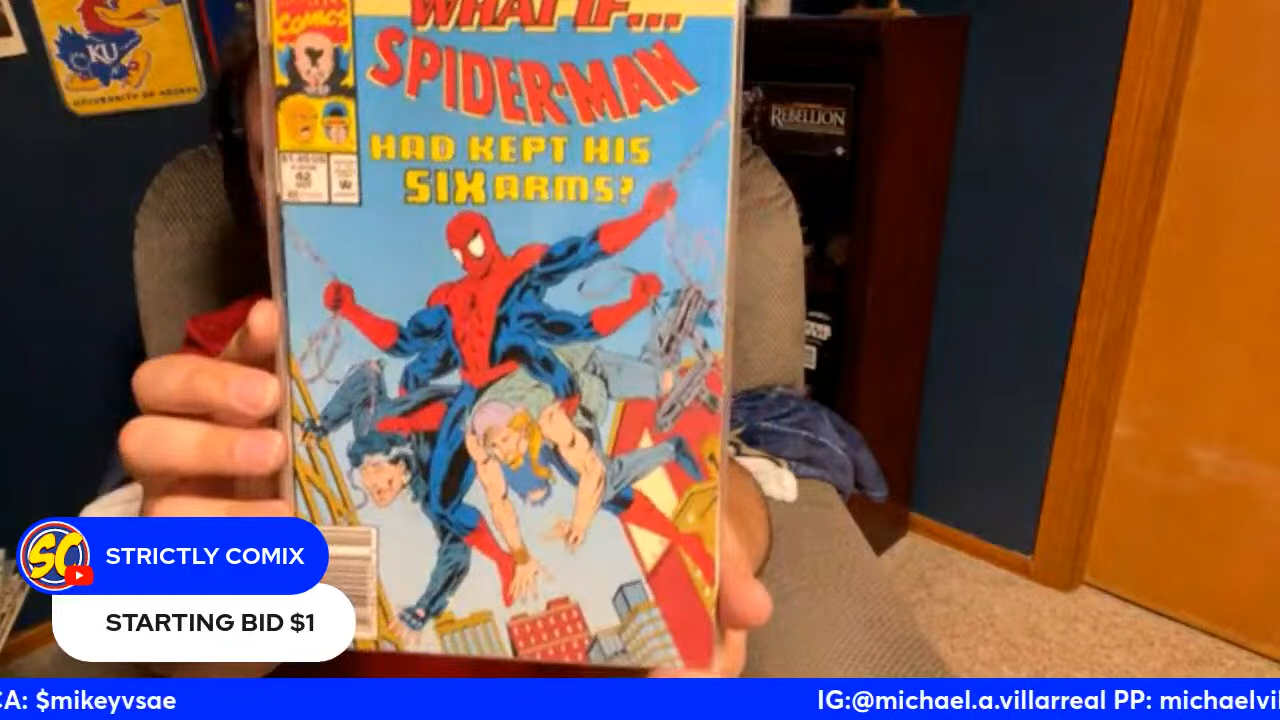 WHAT IF...
COMICS
SPIDER-MAN
HAD KEPT HIS
SIX ARMS?
42
KU
REBELLION
SC
STRICTLY COMIX
STARTING BID $1
CA: $mikeyvsae
IG:@michael.a.villarreal PP: michaelvil